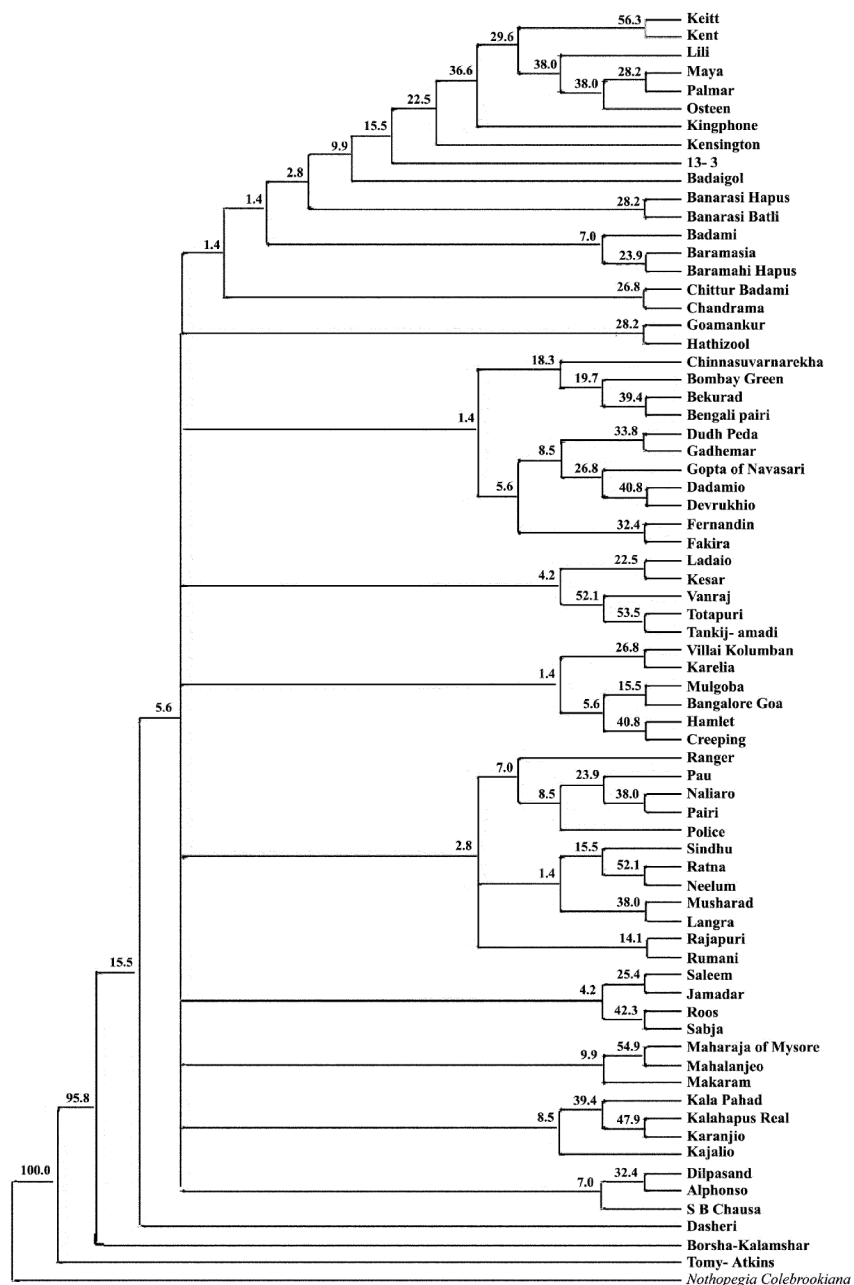 56.3 Keitt
29.6 Kent
Lili
38.0 28.2 Maya
36.6 38.0 Palmar
Osteen
22.5 Kingphone
15.5 Kensington
9.9 13- 3
2.8 Badaigol
1.4 28.2 Banarasi Hapus
Banarasi Batli
1.4 7.0 Badami
23.9 Baramasia
Baramahi Hapus
26.8 Chittur Badami
Chandrama
28.2 Goamankur
Hathizool
18.3 Chinnasuvarnarekha
19.7 Bombay Green
39.4 Bekurad
1.4 Bengali pairi
33.8 Dudh Peda
8.5 Gadhemar
26.8 Gopta of Navasari
5.6 40.8 Dadamio
Devrukhio
32.4 Fernandin
Fakira
22.5 Ladaio
4.2 Kesar
52.1 Vanraj
53.5 Totapuri
Tankij- amadi
26.8 Villai Kolumban
1.4 Karelia
15.5 Mulgoba
5.6 Bangalore Goa
5.6 40.8 Hamlet
Creeping
7.0 Ranger
23.9 Pau
8.5 38.0 Naliaro
Pairi
2.8 Police
15.5 Sindhu
1.4 52.1 Ratna
Neelum
38.0 Musharad
Langra
14.1 Rajapuri
15.5 Rumani
25.4 Saleem
4.2 Jamadar
42.3 Roos
Sabja
54.9 Maharaja of Mysore
9.9 Mahalanjeo
Makaram
95.8 39.4 Kala Pahad
8.5 47.9 Kalahapus Real
Karanjio
Kajalio
100.0 32.4 Dilpasand
7.0 Alphonso
S B Chausa
Dasheri
Borsha-Kalamshar
Tomy- Atkins
Nothopegia Colebrookiana